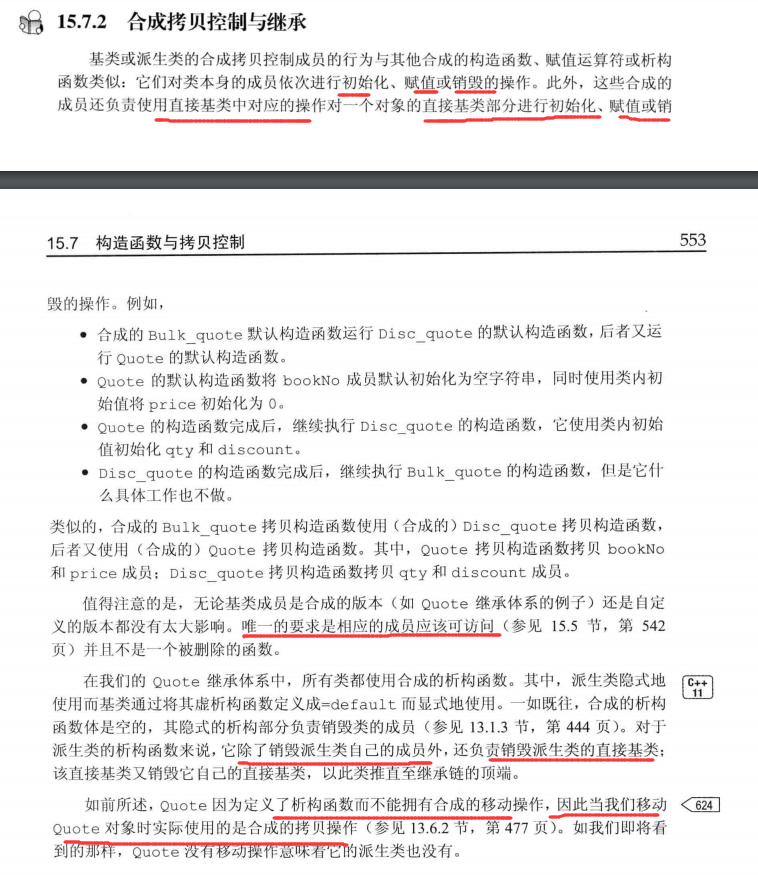 15.7.2 合成拷贝控制与继承
基类或派生类的合成拷贝控制成员的行为与其他合成的构造函数、赋值运算符或析构
函数类似：它们对类本身的成员依次进行初始化、赋值或销毁的操作。此外，这些合成的
成员还负责使用直接基类中对应的操作对一个对象的直接基类部分进行初始化、赋值或销
15.7 构造函数与拷贝控制 553
毁的操作。例如，
• 合成的 Bulk_quote 默认构造函数运行 Disc_quote 的默认构造函数，后者又运
行 Quote 的默认构造函数。
• Quote 的默认构造函数将 bookNo 成员默认初始化为空字符串，同时使用类内初
始值将 price 初始化为 0。
• Quote 的构造函数完成后，继续执行 Disc_quote 的构造函数，它使用类内初始
值初始化 qty 和 discount。
• Disc_quote 的构造函数完成后，继续执行 Bulk_quote 的构造函数，但是它什
么具体工作也不做。
类似的，合成的 Bulk_quote 拷贝构造函数使用（合成的）Disc_quote 拷贝构造函数，
后者又使用（合成的）Quote 拷贝构造函数。其中，Quote 拷贝构造函数拷贝 bookNo
和 price 成员；Disc_quote 拷贝构造函数拷贝 qty 和 discount 成员。
值得注意的是，无论基类成员是合成的版本（如 Quote 继承体系的例子）还是自定
义的版本都没有太大影响。唯一的要求是相应的成员应该可访问（参见 15.5 节，第 542
页）并且不是一个被删除的函数。
在我们的 Quote 继承体系中，所有类都使用合成的析构函数。其中，派生类隐式地
使用而基类通过将其虚析构函数定义成=default 而显式地使用。一如既往，合成的析构
函数体是空的，其隐式的析构部分负责销毁类的成员（参见 13.1.3 节，第 444 页）。对于
派生类的析构函数来说，它除了销毁派生类自己的成员外，还负责销毁派生类的直接基类；
该直接基类又销毁它自己的直接基类，以此类推直至继承链的顶端。
C++
11
如前所述，Quote 因为定义了析构函数而不能拥有合成的移动操作，因此当我们移动
Quote 对象时实际使用的是合成的拷贝操作（参见 13.6.2 节，第 477 页）。如我们即将看
到的那样，Quote 没有移动操作意味着它的派生类也没有。
624